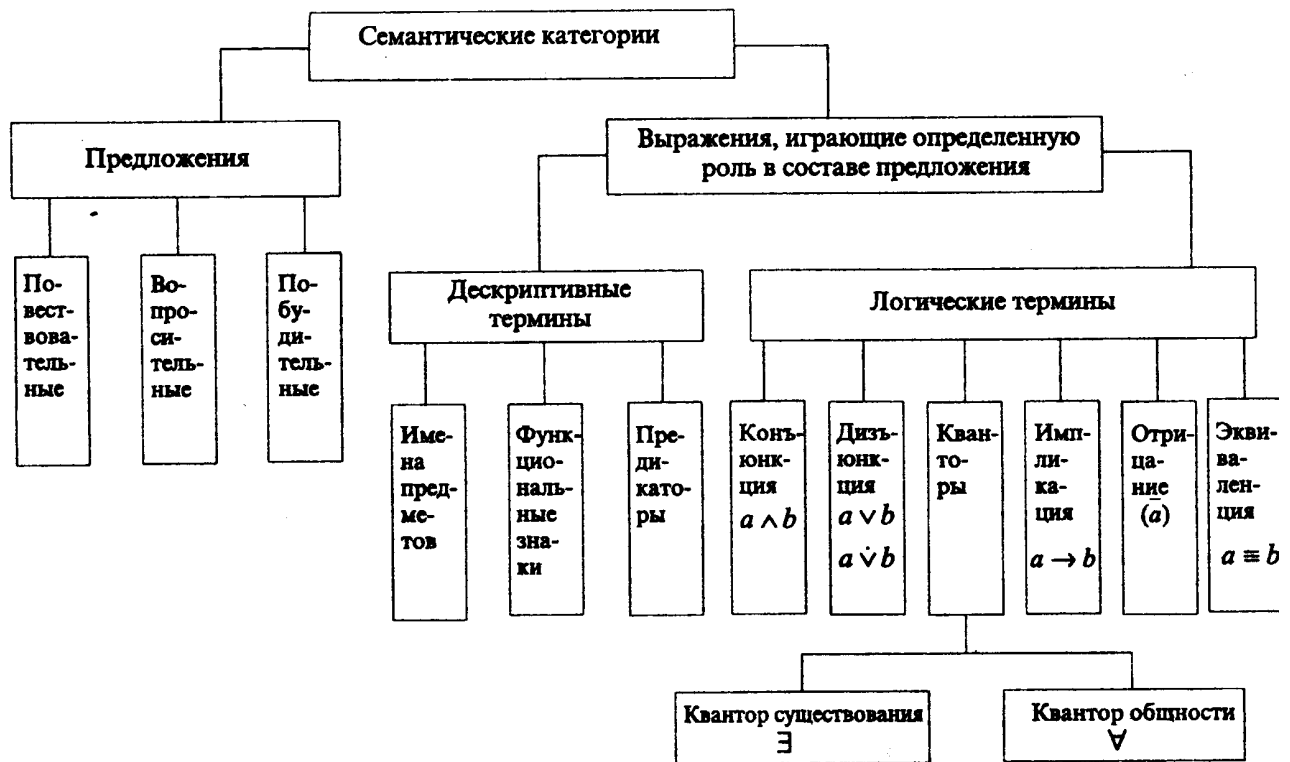 Семантические категории
Предложения
Выражения, играющие определенную
роль в составе предложения
По-
вест-
вова-
тель-
ные
Во-
про-
си-
тель-
ные
По-
бу-
ди-
тель-
ные
Дескриптивные
термины
Логические термины
Име-
на
пред-
ме-
тов
Функ-
цио-
наль-
ные
зна-
ки
Пре-
ди-
като-
ры
Конъ-
юнк-
ция
a ∧ b
Дизъ-
юнк-
ция
a ∨ b
a ∨̇ b
Кван-
то-
ры
Имп-
ли-
ка-
ция
a → b
Отри-
ца-
ние
(a̅)
Экви-
ва-
лен-
ция
a ≡ b
Квантор существования
∃
Квантор общности
∀